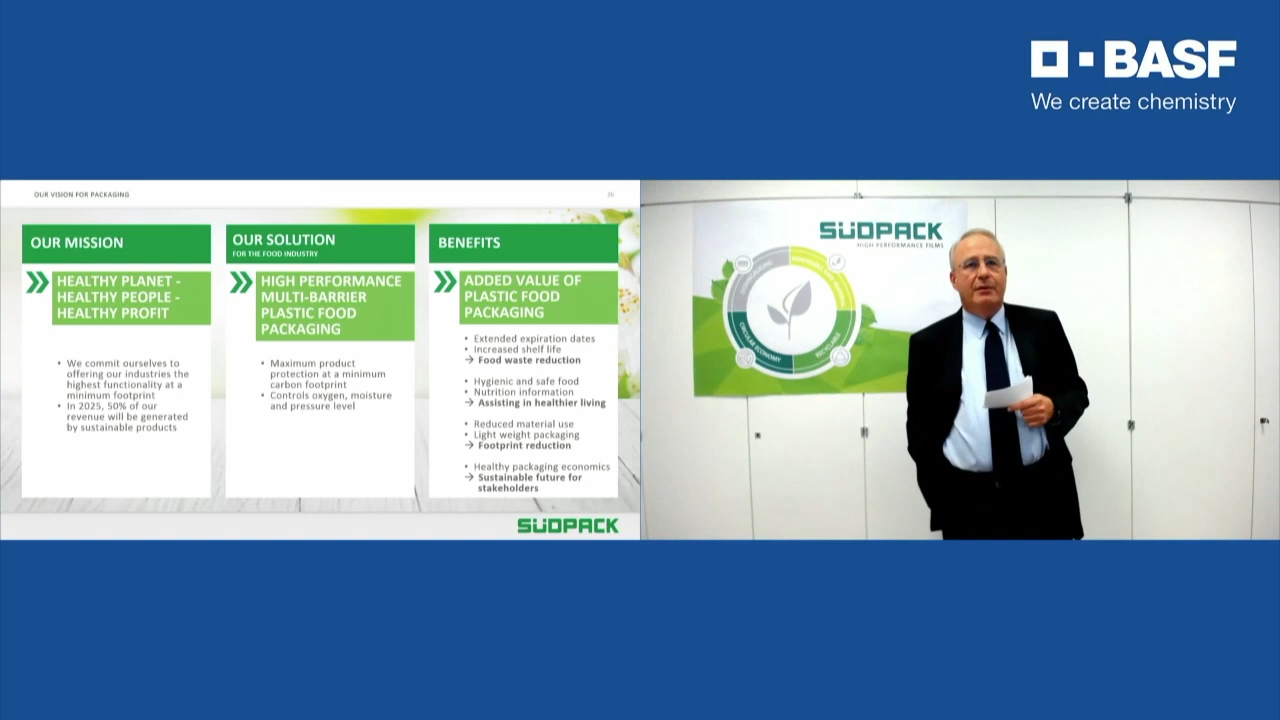 BASF
We create chemistry
OUR VISION FOR PACKAGING
OUR MISSION
HEALTHY PLANET -
HEALTHY PEOPLE -
HEALTHY PROFIT
• We commit ourselves to
offering our industries the
highest functionality at a
minimum footprint
• In 2025, 50% of our
revenue will be generated
by sustainable products
OUR SOLUTION
FOR THE FOOD INDUSTRY
HIGH PERFORMANCE
MULTI-BARRIER
PLASTIC FOOD
PACKAGING
• Maximum product
protection at a minimum
carbon footprint
• Controls oxygen, moisture
and pressure level
BENEFITS
ADDED VALUE OF
PLASTIC FOOD
PACKAGING
• Extended expiration dates
• Increased shelf life
→ Food waste reduction
• Hygienic and safe food
• Nutrition information
→ Assisting in healthier living
• Reduced material use
• Light weight packaging
→ Footprint reduction
• Healthy packaging economics
→ Sustainable future for
stakeholders
SÜDPACK
SÜDPACK
HIGH PERFORMANCE FILMS
CIRCULAR ECONOMY
RECYCLABLE